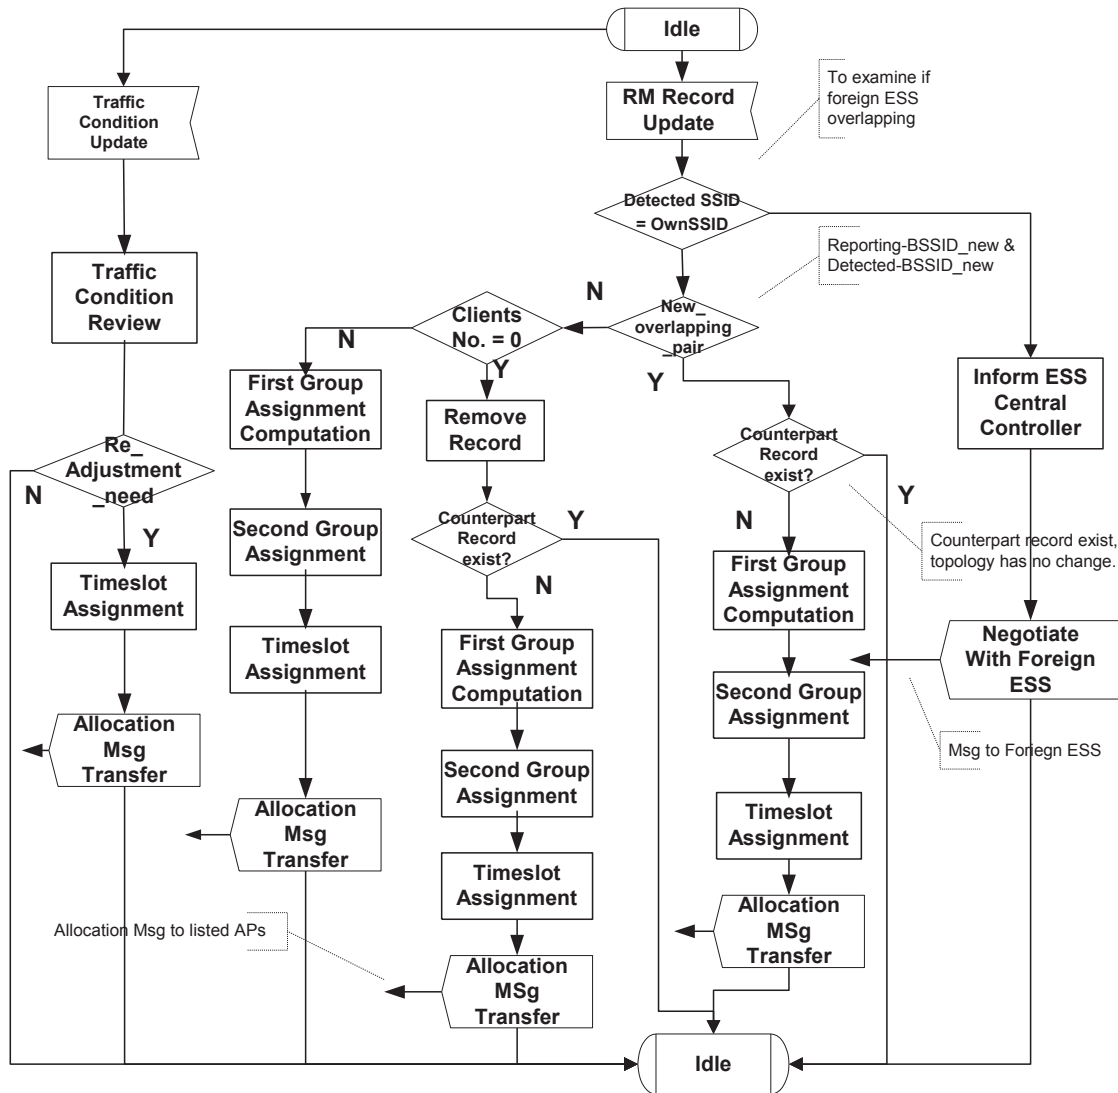 Idle
Traffic
Condition
Update
RM Record
Update
To examine if
foreign ESS
overlapping
Detected SSID
= OwnSSID
Reporting-BSSID_new &
Detected-BSSID_new
Traffic
Condition
Review
N
Clients
No. = 0
New_
overlapping
_pair
N
Y
Y
First Group
Assignment
Computation
Remove
Record
Inform ESS
Central
Controller
Re_
Adjustment
_need
N
Y
Counterpart
Record
exist?
Y
N
Second Group
Assignment
Counterpart
Record
exist?
Y
N
Counterpart record exist,
topology has no change.
Timeslot
Assignment
First Group
Assignment
Computation
Timeslot
Assignment
First Group
Assignment
Computation
Negotiate
With Foreign
ESS
Second Group
Assignment
Msg to Foriegn ESS
Allocation
Msg
Transfer
Second Group
Assignment
Allocation
Msg
Transfer
Timeslot
Assignment
Timeslot
Assignment
Allocation
MSg
Transfer
Allocation Msg to listed APs
Allocation
MSg
Transfer
Idle